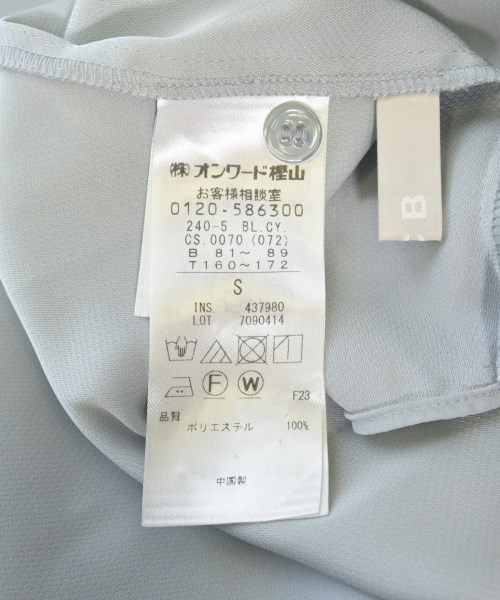 (株)オンワード樫山
お客様相談室
0120-586300
240-5 BL.CY.
CS.0070 (072)
B 81~ 89
T160~172
S
INS. 437980
LOT 7090414
F W
F23
品質
ポリエステル 100%
中国製
B